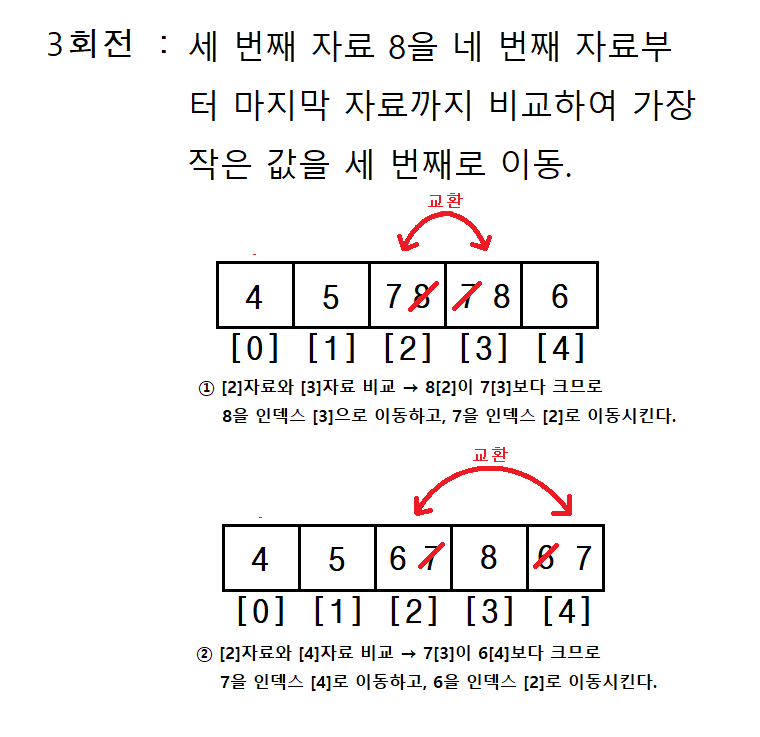 3회전 : 세 번째 자료 8을 네 번째 자료부
터 마지막 자료까지 비교하여 가장
작은 값을 세 번째로 이동.
교환
4 5 7 8 7 8 6
[0] [1] [2] [3] [4]
① [2]자료와 [3]자료 비교 → 8[2]이 7[3]보다 크므로
8을 인덱스 [3]으로 이동하고, 7을 인덱스 [2]로 이동시킨다.
교환
4 5 6 7 8 6 7
[0] [1] [2] [3] [4]
② [2]자료와 [4]자료 비교 → 7[3]이 6[4]보다 크므로
7을 인덱스 [4]로 이동하고, 6을 인덱스 [2]로 이동시킨다.